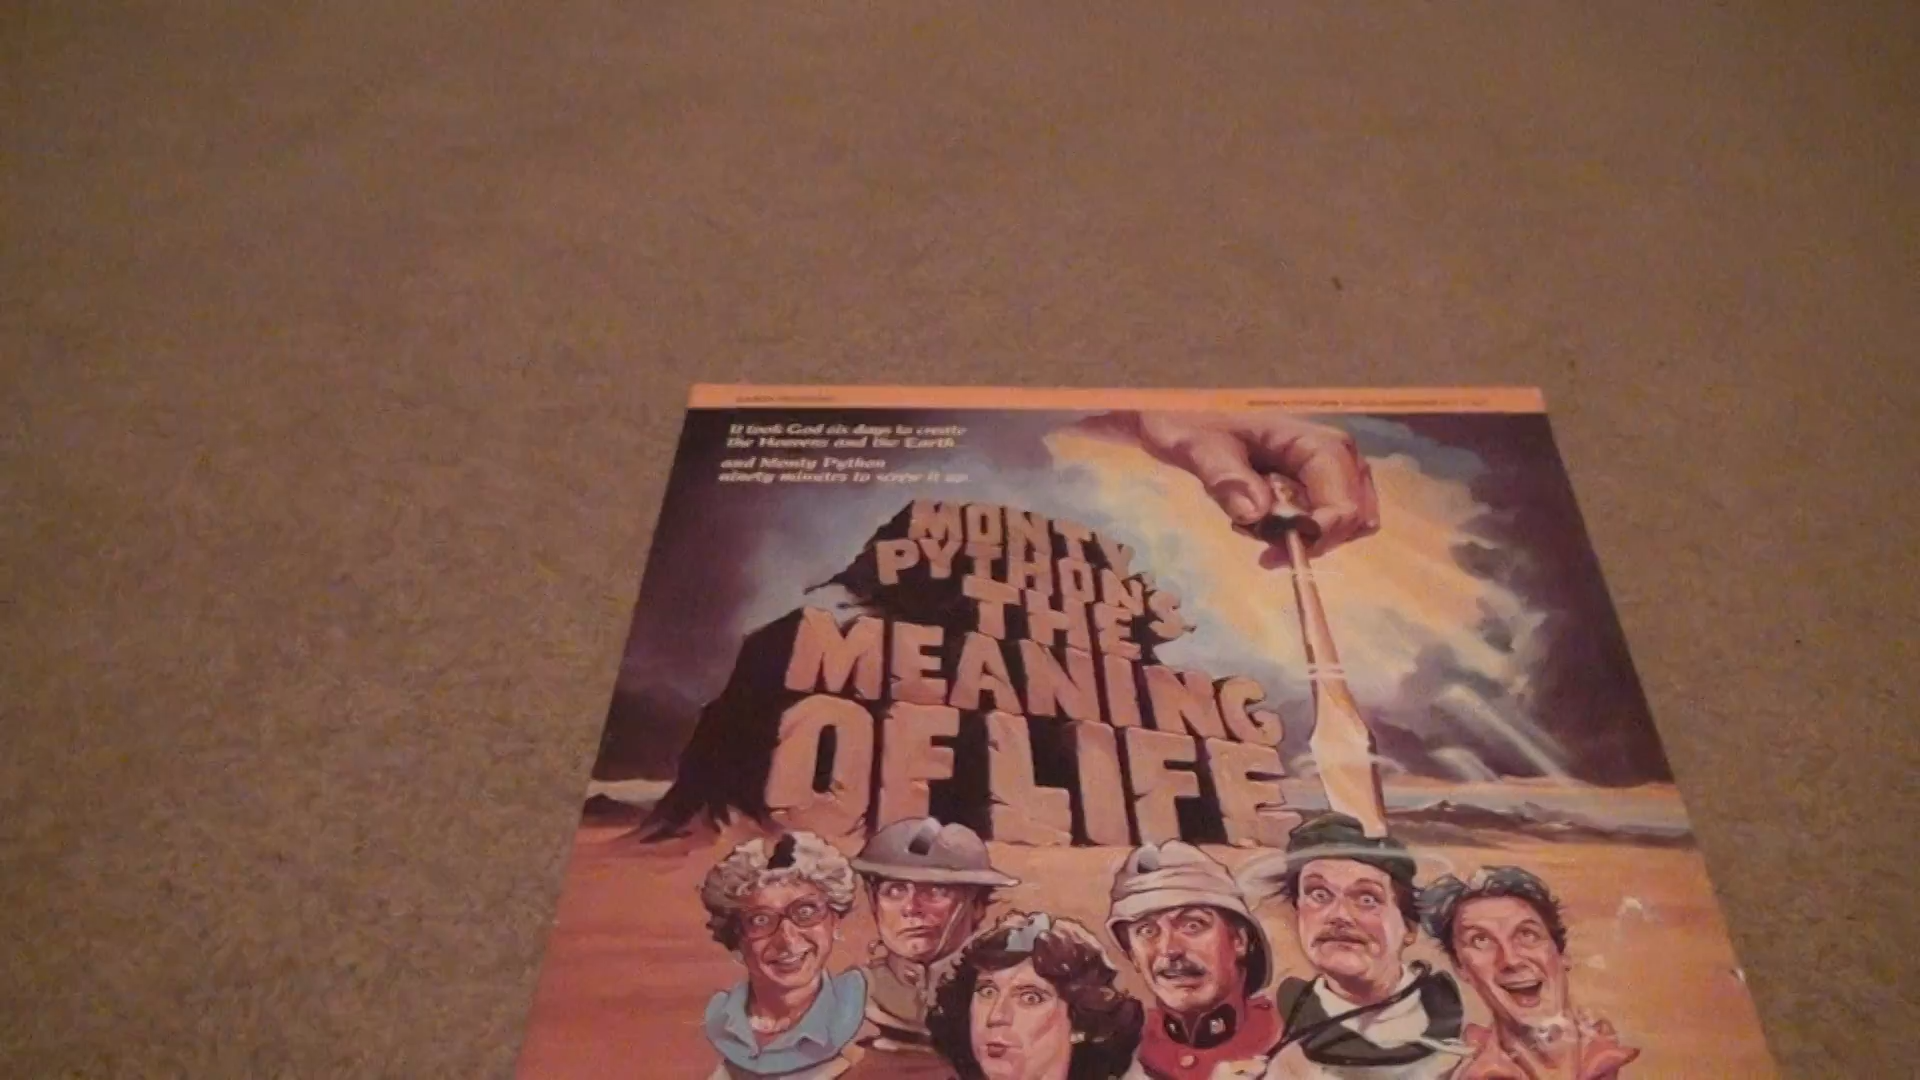 It took God six days to create
the Heavens and the Earth
and Monty Python
ninety minutes to screw it up.
MONTY
PYTHON'S
THE
MEANING
OF LIFE